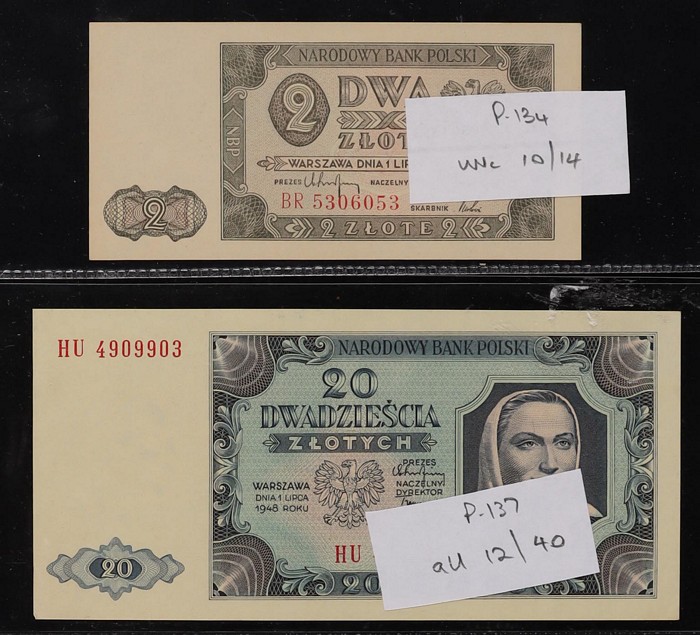 NARODOWY BANK POLSKI
2 DWA
ZŁOT
NBP
WARSZAWA DNIA 1 LIP
PREZES NACZELNY
BR 5306053
SKARBNIK
2
2 ZŁOTE 2
P-134
UNC 10/14
HU 4909903
NARODOWY BANK POLSKI
20
DWADZIEŚCIA
ZŁOTYCH
WARSZAWA
DNIA 1 LIPCA
1948 ROKU
PREZES
NACZELNY
DYREKTOR
HU
20
20
P-137
aU 12/40